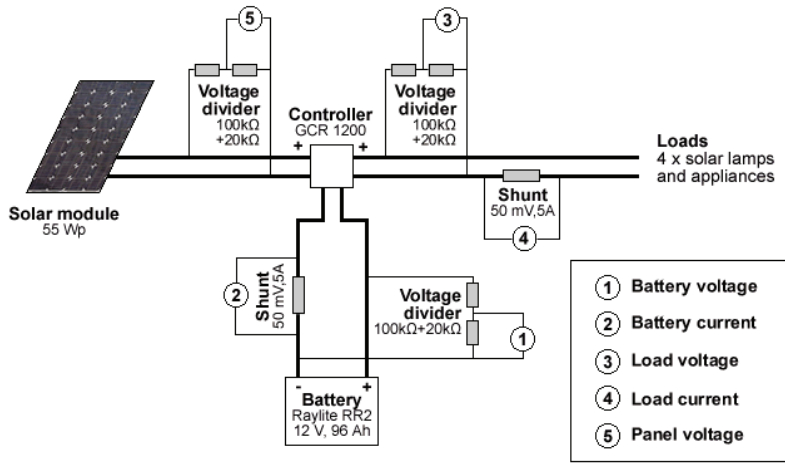 5
3
Voltage
divider
100kΩ
+20kΩ
Controller
GCR 1200
+
+
Voltage
divider
100kΩ
+20kΩ
Loads
4 x solar lamps
and appliances
Solar module
55 Wp
Shunt
50 mV,5A
4
2
Shunt
50 mV,5A
Voltage
divider
100kΩ+20kΩ
1
- +
Battery
Raylite RR2
12 V, 96 Ah
1 Battery voltage
2 Battery current
3 Load voltage
4 Load current
5 Panel voltage